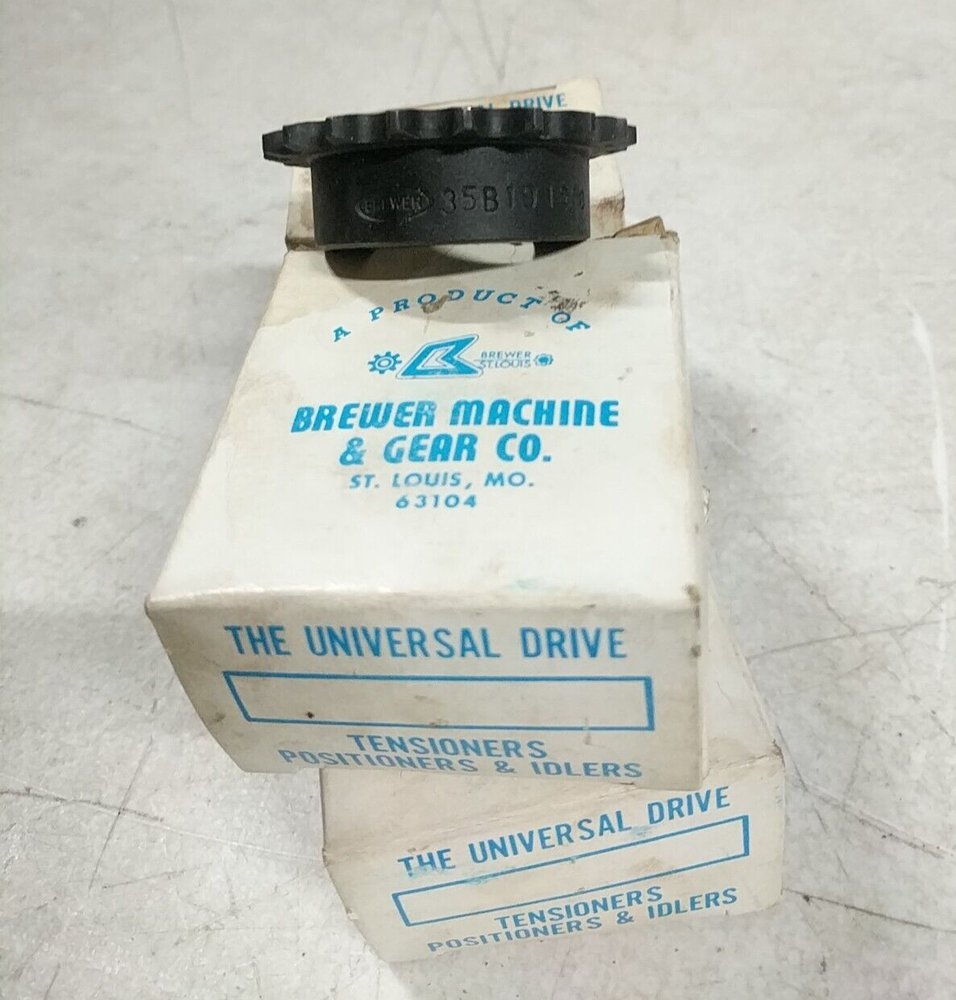 DRIVE
BREWER 35B19
A PRODUCT OF
BREWER
ST.LOUIS
BREWER MACHINE
& GEAR CO.
ST. LOUIS, MO.
63104
THE UNIVERSAL DRIVE
TENSIONERS
POSITIONERS & IDLERS
THE UNIVERSAL DRIVE
TENSIONERS
POSITIONERS & IDLERS